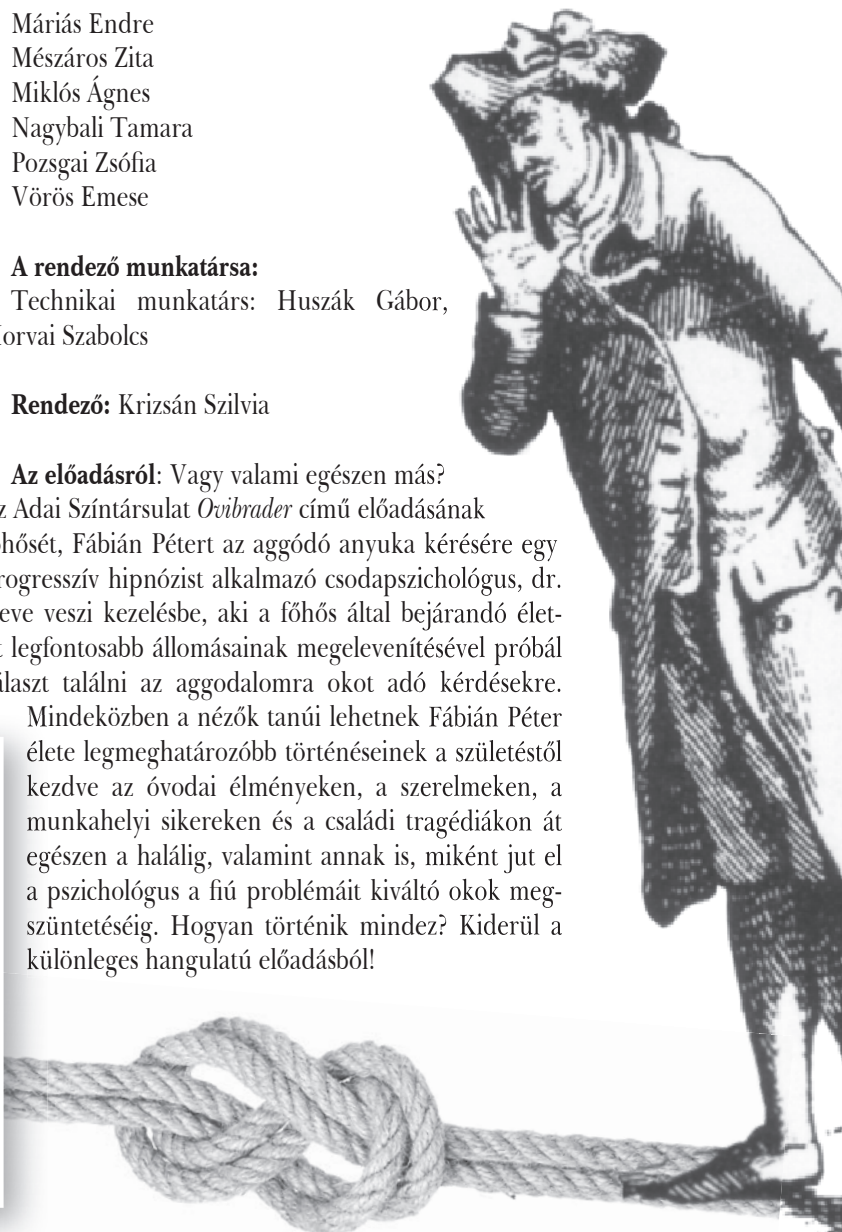 Máriás Endre
Mészáros Zita
Miklós Ágnes
Nagybali Tamara
Pozsgai Zsófia
Vörös Emese
A rendező munkatársa:
Technikai munkatárs: Huszák Gábor,
Szabolcs
Rendező: Krizsán Szilvia
Az előadásról: Vagy valami egészen más?
Adai Színtársulat Ovibrader című előadásának
Fábián Pétert az aggódó anyuka kérésére egy
hipnózist alkalmazó csodapszichológus, dr.
veszi kezelésbe, aki a főhős által bejárandó élet-
legfontosabb állomásainak megelevenítésével próbál
találni az aggodalomra okot adó kérdésekre.
Mindeközben a nézők tanúi lehetnek Fábián Péter
élete legmeghatározóbb történéseinek a születéstől
kezdve az óvodai élményeken, a szerelmeken, a
munkahelyi sikereken és a családi tragédiákon át
egészen a halálig, valamint annak is, miként jut el
a pszichológus a fiú problémáit kiváltó okok meg-
szüntetéséig. Hogyan történik mindez? Kiderül a
különleges hangulatú előadásból!